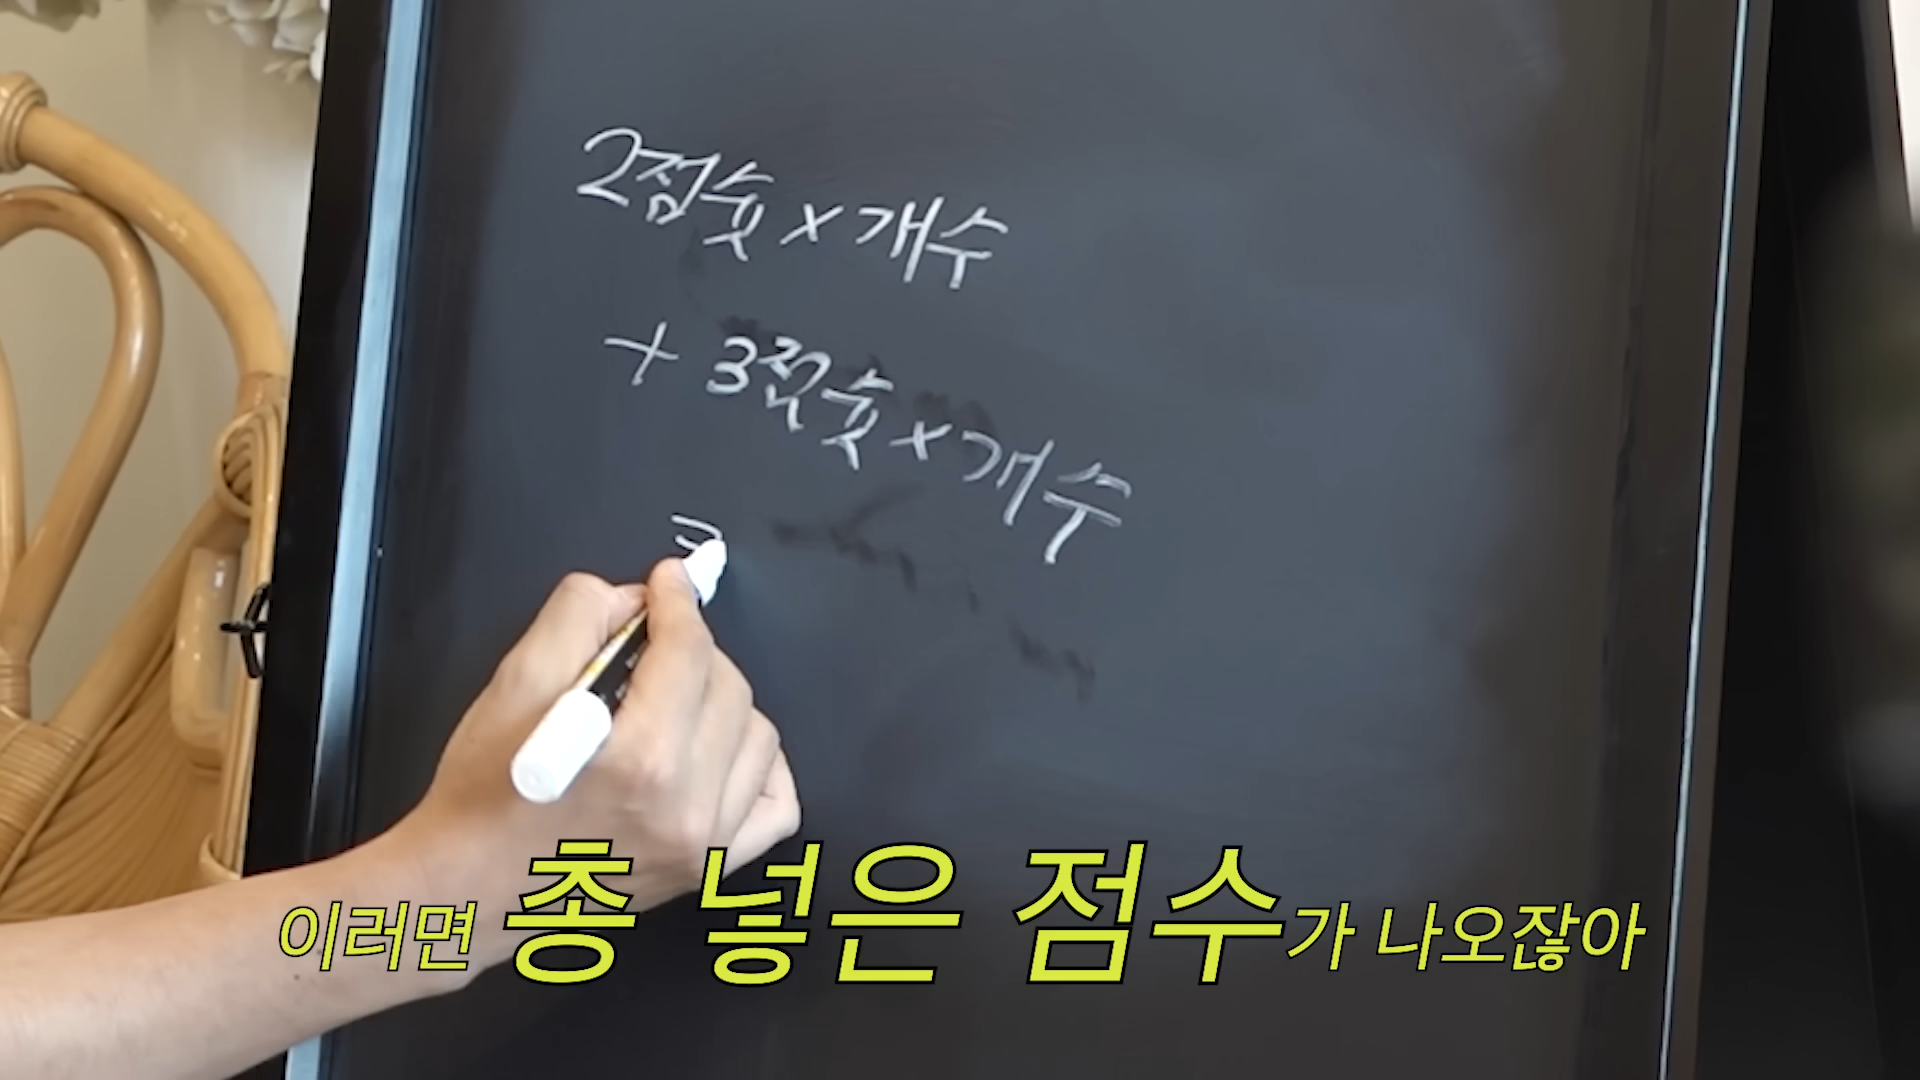 2점슛 × 개수
+ 3점슛 × 개수
=
이러면 총 넣은 점수가 나오잖아